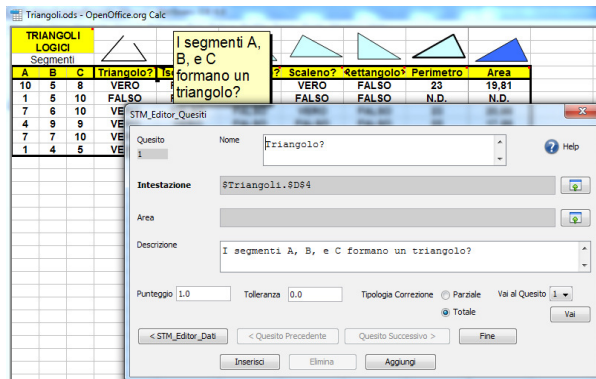 Triangoli.ods - OpenOffice.org Calc
TRIANGOLI
LOGICI
Segmenti
I segmenti A,
B, e C
formano un
triangolo?
A B C Triangolo? ? Scaleno? Rettangolo? Perimetro Area
10 5 8 VERO VERO FALSO 23 19,81
1 5 10 FALSO FALSO FALSO N.D. N.D.
7 6 10
4 9 9
7 7 10
1 4 5
STM_Editor_Quesiti
Quesito
1
Nome
Triangolo?
Help
Intestazione
$Triangoli.$D$4
Area
Descrizione
I segmenti A, B, e C formano un triangolo?
Punteggio 1.0 Tolleranza 0.0 Tipologia Correzione Parziale Vai al Quesito 1
Totale Vai
< STM_Editor_Dati < Quesito Precedente Quesito Successivo > Fine
Inserisci Elimina Aggiungi